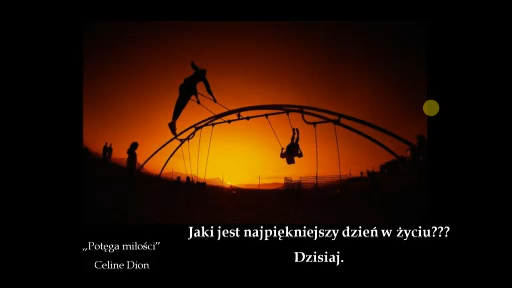 Jaki jest najpiękniejszy dzień w życiu???
Dzisiaj.
„Potęga miłości”
Celine Dion